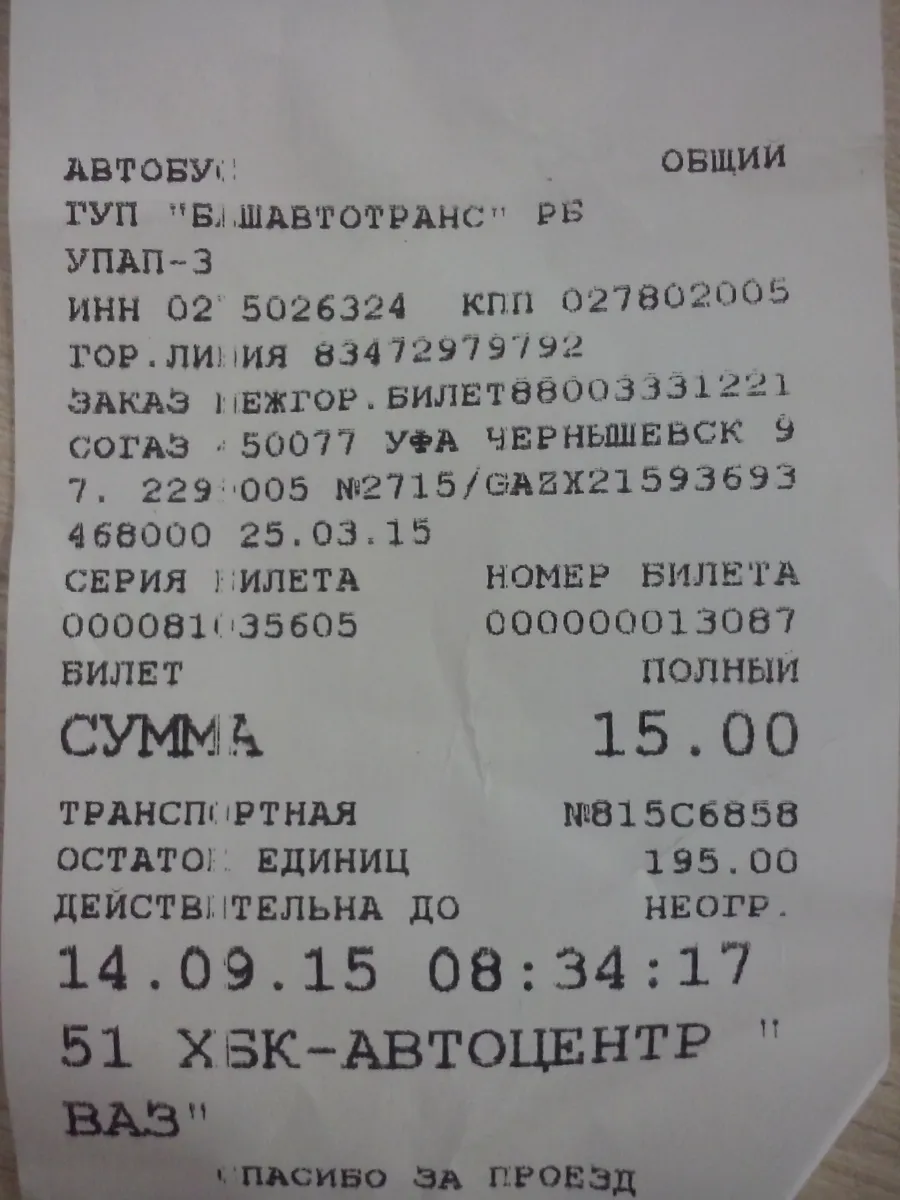 АВТОБУС ОБЩИЙ
ГУП "БАШАВТОТРАНС" РБ
УПАП-3
ИНН КПП 027802005
ГОР.ЛИНИЯ 83472979792
ЗАКАЗ МЕЖГОР.БИЛЕТ88003331221
СОГАЗ 450077 УФА ЧЕРНЫШЕВСК 9
7. №2715/GAZX21593693
468000 25.03.15
СЕРИЯ БИЛЕТА НОМЕР БИЛЕТА
000000013087
БИЛЕТ ПОЛНЫЙ
СУММА 15.00
ТРАНСПОРТНАЯ №815C6858
ОСТАТОК ЕДИНИЦ 195.00
ДЕЙСТВИТЕЛЬНА ДО НЕОГР.
14.09.15 08:34:17
51 ХБК-АВТОЦЕНТР "
ВАЗ"
СПАСИБО ЗА ПРОЕЗД